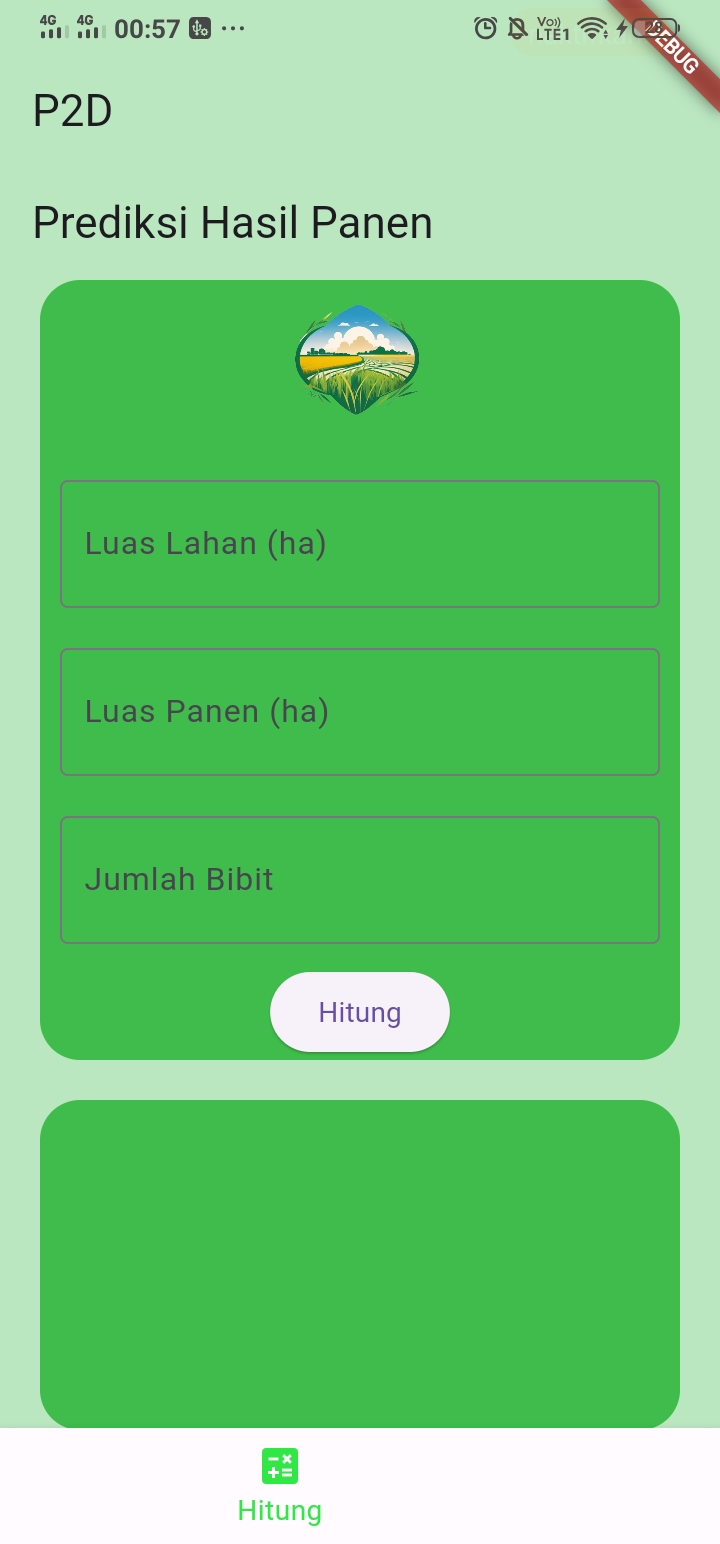 4G 4G 00:57 ... Vo)) LTE1
DEBUG
P2D
Prediksi Hasil Panen
Luas Lahan (ha)
Luas Panen (ha)
Jumlah Bibit
Hitung
Hitung